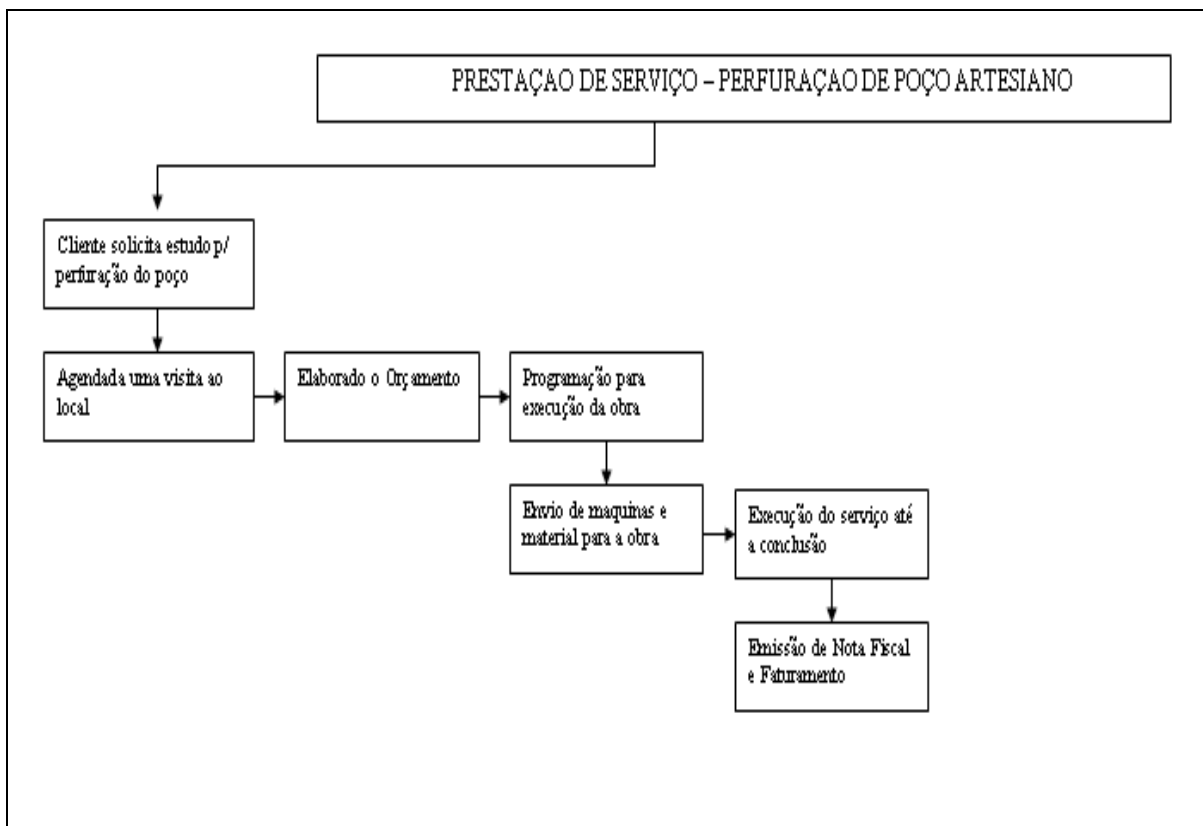 PRESTAÇAO DE SERVIÇO – PERFURAÇAO DE POÇO ARTESIANO
Cliente solicita estudo p/
perfuração do poço
Agendada uma visita ao
local
Elaborado o Orçamento
Programação para
execução da obra
Envio de maquinas e
material para a obra
Execução do serviço até
a conclusão
Emissão de Nota Fiscal
e Faturamento